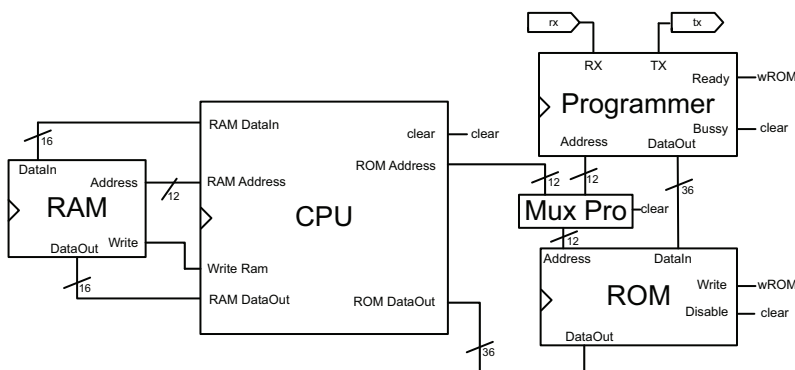 rx
tx
RX
TX
Ready
wROM
Programmer
Bussy
clear
Address
DataOut
16
RAM DataIn
clear
clear
ROM Address
12
12
36
DataIn
Address
RAM
12
RAM Address
CPU
Mux Pro
clear
12
DataOut
Write
Write Ram
16
RAM DataOut
ROM DataOut
36
Address
DataIn
Write
wROM
ROM
Disable
clear
DataOut